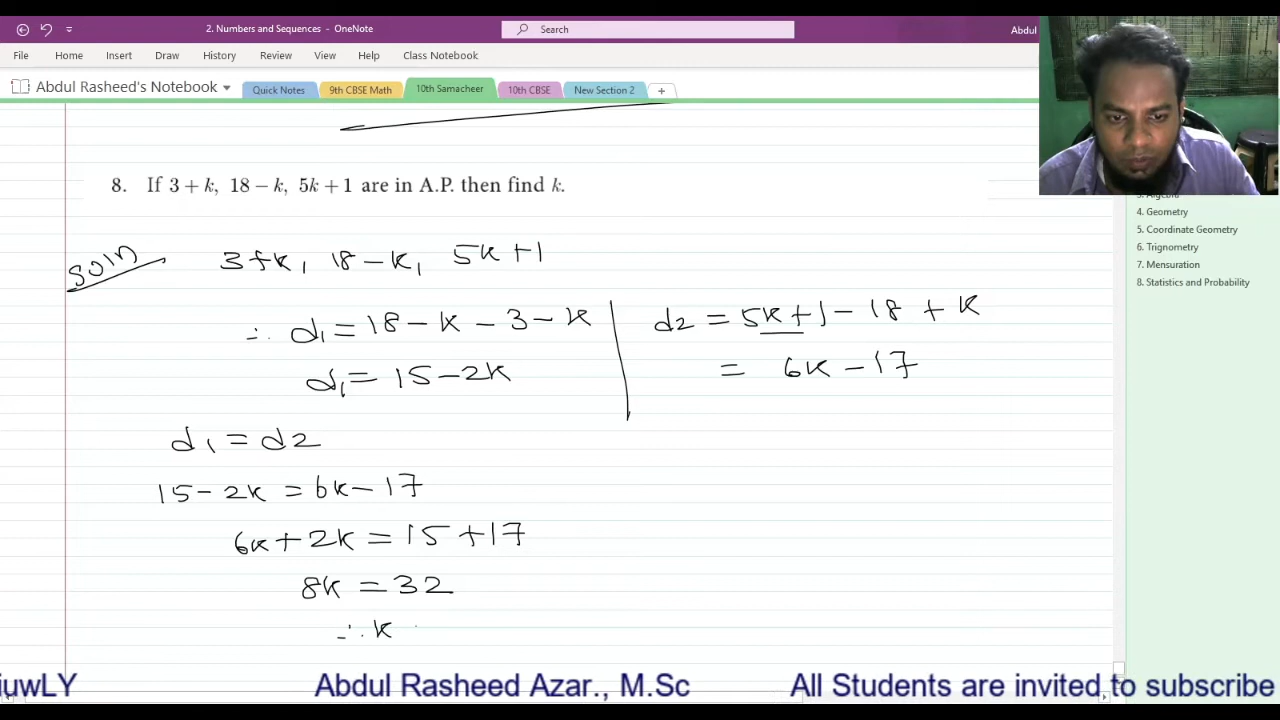 2. Numbers and Sequences - OneNote
Search
Abdul
File Home Insert Draw History Review View Help Class Notebook
Abdul Rasheed's Notebook
Quick Notes 9th CBSE Math 10th Samacheer 10th CBSE New Section 2 +
3. Algebra
4. Geometry
5. Coordinate Geometry
6. Trignometry
7. Mensuration
8. Statistics and Probability
8. If 3 + k, 18 − k, 5k + 1 are in A.P. then find k.
Soln
3+k, 18-k, 5k+1
∴ d1 = 18 - k - 3 - k
d1 = 15 - 2k
d2 = 5k + 1 - 18 + k
= 6k - 17
d1 = d2
15 - 2k = 6k - 17
6k + 2k = 15 + 17
8k = 32
∴ k
iuwLY Abdul Rasheed Azar., M.Sc All Students are invited to subscribe